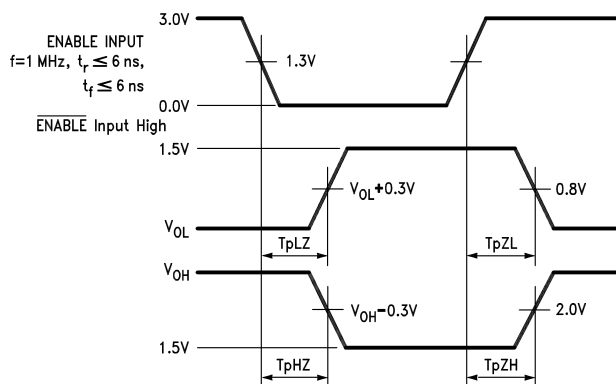 3.0V
ENABLE INPUT
f=1 MHz, tr ≤ 6 ns,
tf ≤ 6 ns
1.3V
0.0V
ENABLE Input High
1.5V
VOL+0.3V
0.8V
VOL
TpLZ
TpZL
VOH
VOH−0.3V
2.0V
1.5V
TpHZ
TpZH